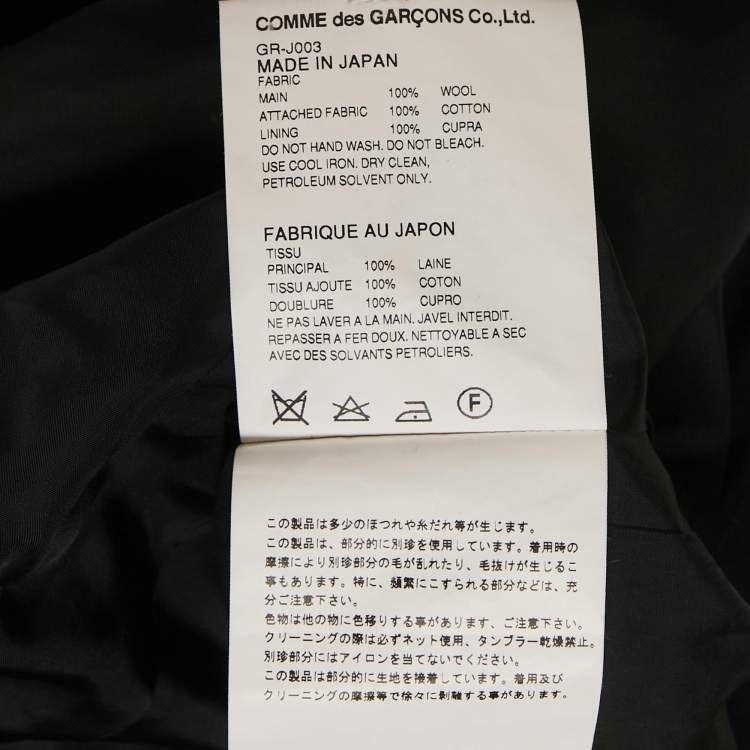 COMME des GARÇONS Co.,Ltd.
GR-J003
MADE IN JAPAN
FABRIC
MAIN 100% WOOL
ATTACHED FABRIC 100% COTTON
LINING 100% CUPRA
DO NOT HAND WASH. DO NOT BLEACH.
USE COOL IRON. DRY CLEAN,
PETROLEUM SOLVENT ONLY.
FABRIQUE AU JAPON
TISSU
PRINCIPAL 100% LAINE
TISSU AJOUTE 100% COTON
DOUBLURE 100% CUPRO
NE PAS LAVER A LA MAIN. JAVEL INTERDIT.
REPASSER A FER DOUX. NETTOYABLE A SEC
AVEC DES SOLVANTS PETROLIERS.
F
この製品は多少のほつれや糸だれ等が生じます。
この製品は、部分的に別珍を使用しています。着用時の
摩擦により別珍部分の毛が乱れたり、毛抜けが生じるこ
事もあります。特に、頻繁にこすられる部分などは、充
分ご注意下さい。
色物は他の物に色移りする事があります、ご注意下さい。
クリーニングの際は必ずネット使用、タンブラー乾燥禁止。
別珍部分にはアイロンを当てないでください。
この製品は部分的に生地を接着しています。着用及び
クリーニングの摩擦等で徐々に剥離する事があります。